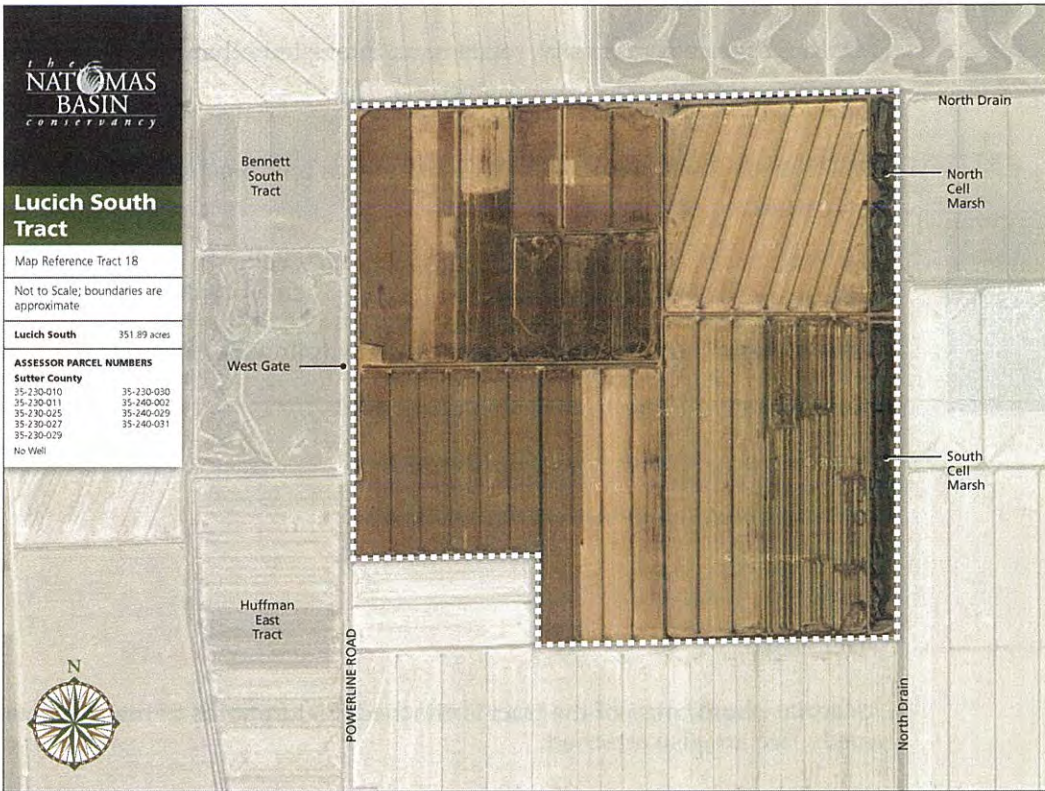 the
NATOMAS
BASIN
conservancy
Lucich South
Tract
Map Reference Tract 18
Not to Scale; boundaries are
approximate
Lucich South 351.89 acres
ASSESSOR PARCEL NUMBERS
Sutter County
35-230-010 35-230-030
35-230-011 35-240-002
35-230-025 35-240-029
35-230-027 35-240-031
35-230-029
No Well
Bennett
South
Tract
West Gate
Huffman
East
Tract
POWERLINE ROAD
N
North Drain
North
Cell
Marsh
South
Cell
Marsh
North Drain